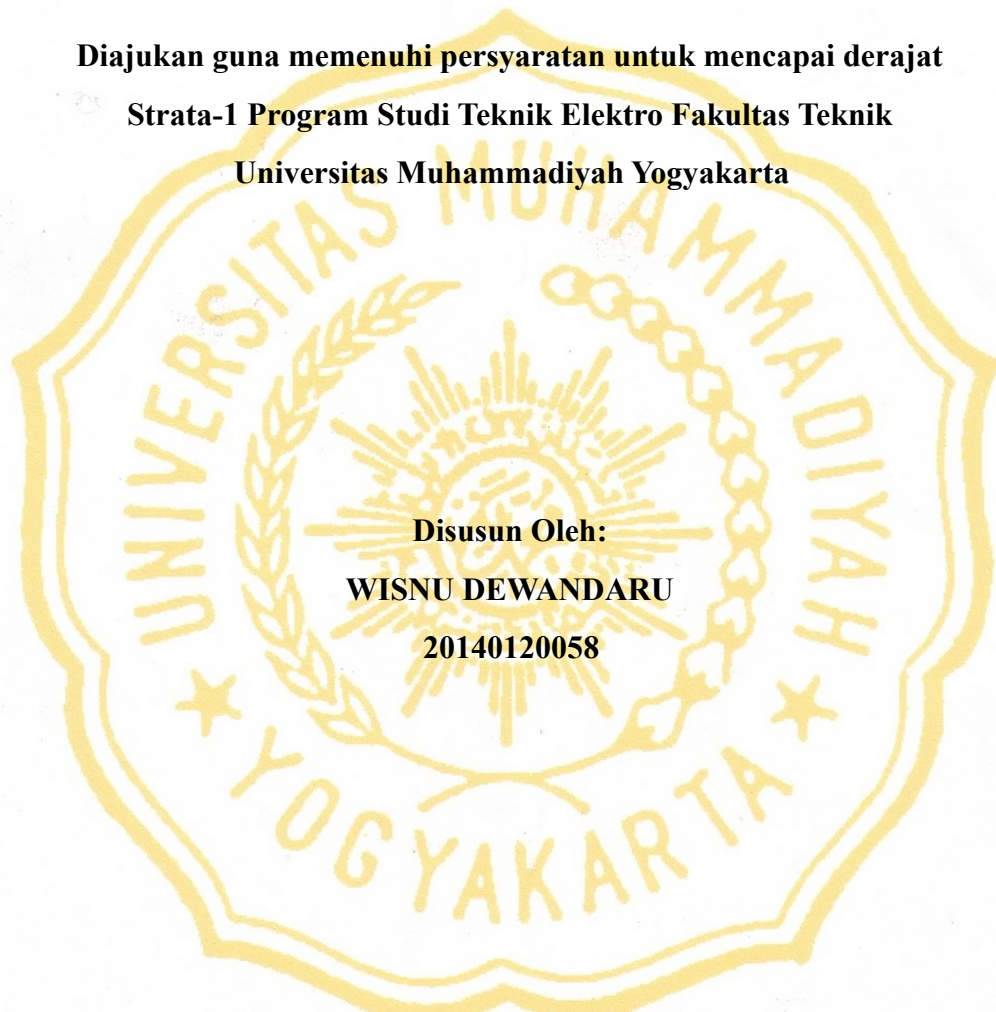 Diajukan guna memenuhi persyaratan untuk mencapai derajat
Strata-1 Program Studi Teknik Elektro Fakultas Teknik
Universitas Muhammadiyah Yogyakarta
UNIVERSITAS MUHAMMADIYAH
Disusun Oleh:
WISNU DEWANDARU
20140120058
YOGYAKARTA